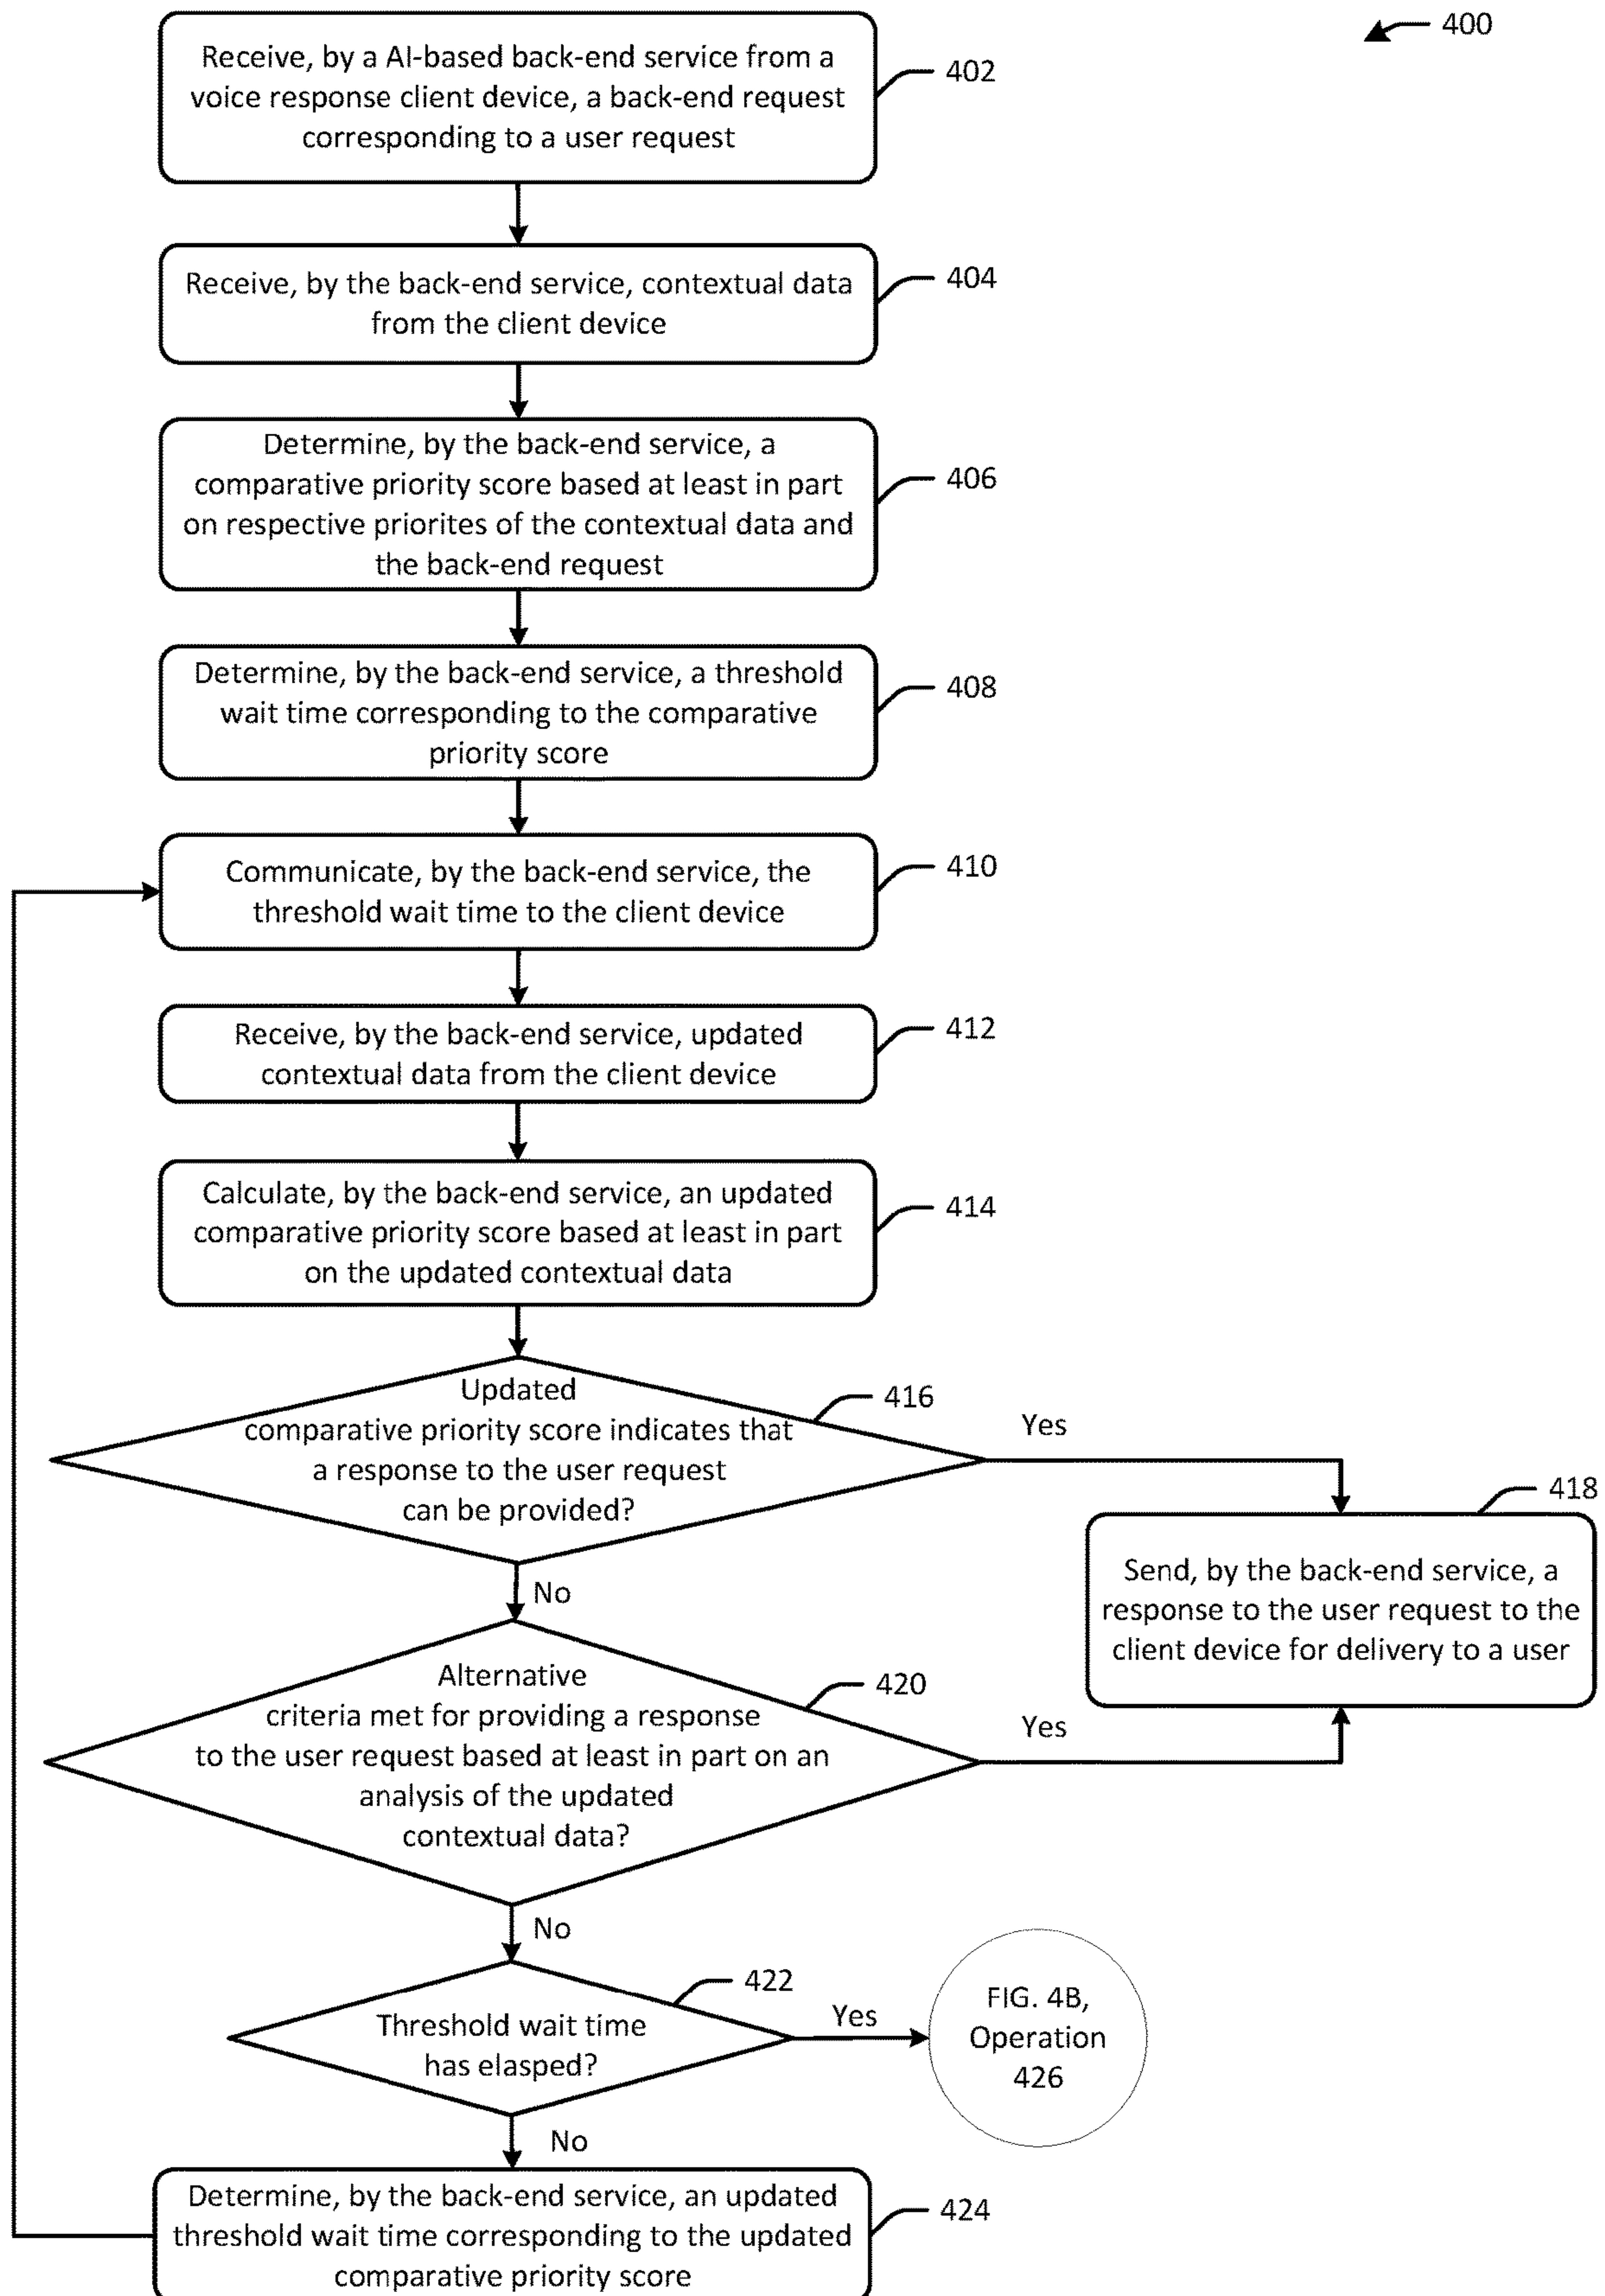 400
Receive, by a AI-based back-end service from a
voice response client device, a back-end request
corresponding to a user request
402
Receive, by the back-end service, contextual data
from the client device
404
Determine, by the back-end service, a
comparative priority score based at least in part
on respective priorites of the contextual data and
the back-end request
406
Determine, by the back-end service, a threshold
wait time corresponding to the comparative
priority score
408
Communicate, by the back-end service, the
threshold wait time to the client device
410
Receive, by the back-end service, updated
contextual data from the client device
412
Calculate, by the back-end service, an updated
comparative priority score based at least in part
on the updated contextual data
414
Updated
comparative priority score indicates that
a response to the user request
can be provided?
416
Yes
No
Send, by the back-end service, a
response to the user request to the
client device for delivery to a user
418
Alternative
criteria met for providing a response
to the user request based at least in part on an
analysis of the updated
contextual data?
420
Yes
No
Threshold wait time
has elasped?
422
Yes
FIG. 4B,
Operation
426
No
Determine, by the back-end service, an updated
threshold wait time corresponding to the updated
comparative priority score
424